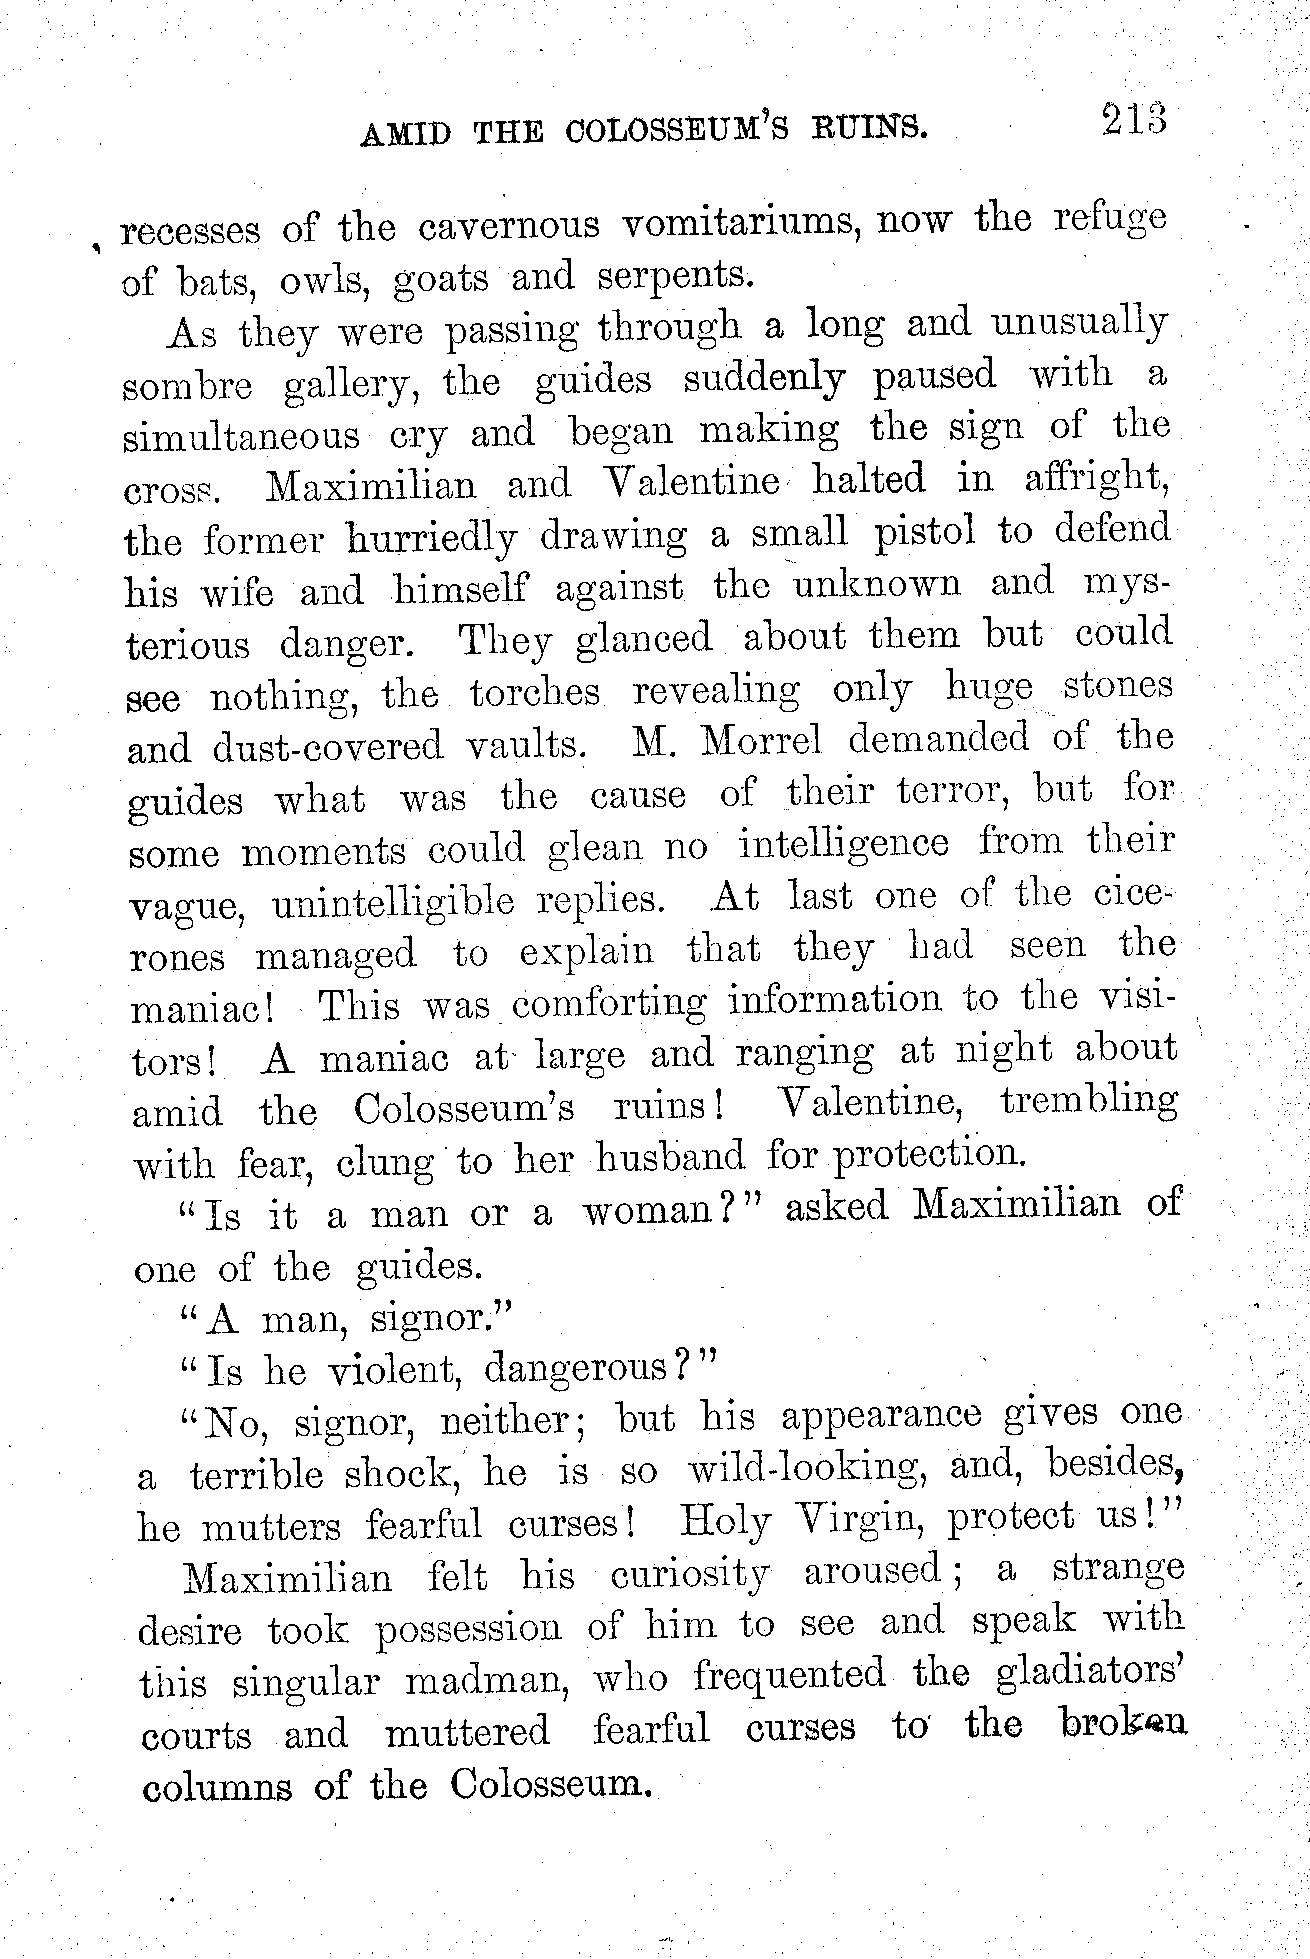 AMID THE COLOSSEUM'S RUINS. 213
recesses of the cavernous vomitariums, now the refuge
of bats, owls, goats and serpents.
As they were passing through a long and unusually
sombre gallery, the guides suddenly paused with a
simultaneous cry and began making the sign of the
cross. Maximilian and Valentine halted in affright,
the former hurriedly drawing a small pistol to defend
his wife and himself against the unknown and mys-
terious danger. They glanced about them but could
see nothing, the torches revealing only huge stones
and dust-covered vaults. M. Morrel demanded of the
guides what was the cause of their terror, but for
some moments could glean no intelligence from their
vague, unintelligible replies. At last one of the cice-
rones managed to explain that they had seen the
maniac! This was comforting information to the visi-
tors! A maniac at large and ranging at night about
amid the Colosseum's ruins! Valentine, trembling
with fear, clung to her husband for protection.
"Is it a man or a woman?" asked Maximilian of
one of the guides.
"A man, signor."
"Is he violent, dangerous?"
"No, signor, neither; but his appearance gives one
a terrible shock, he is so wild-looking, and, besides,
he mutters fearful curses! Holy Virgin, protect us!"
Maximilian felt his curiosity aroused; a strange
desire took possession of him to see and speak with
this singular madman, who frequented the gladiators'
courts and muttered fearful curses to the broken
columns of the Colosseum.